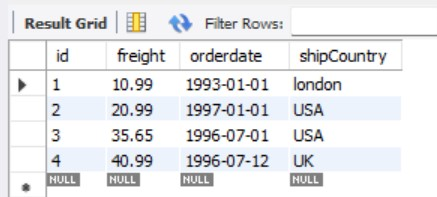 Result Grid Filter Rows:
id freight orderdate shipCountry
1 10.99 1993-01-01 london
2 20.99 1997-01-01 USA
3 35.65 1996-07-01 USA
4 40.99 1996-07-12 UK
NULL NULL NULL NULL